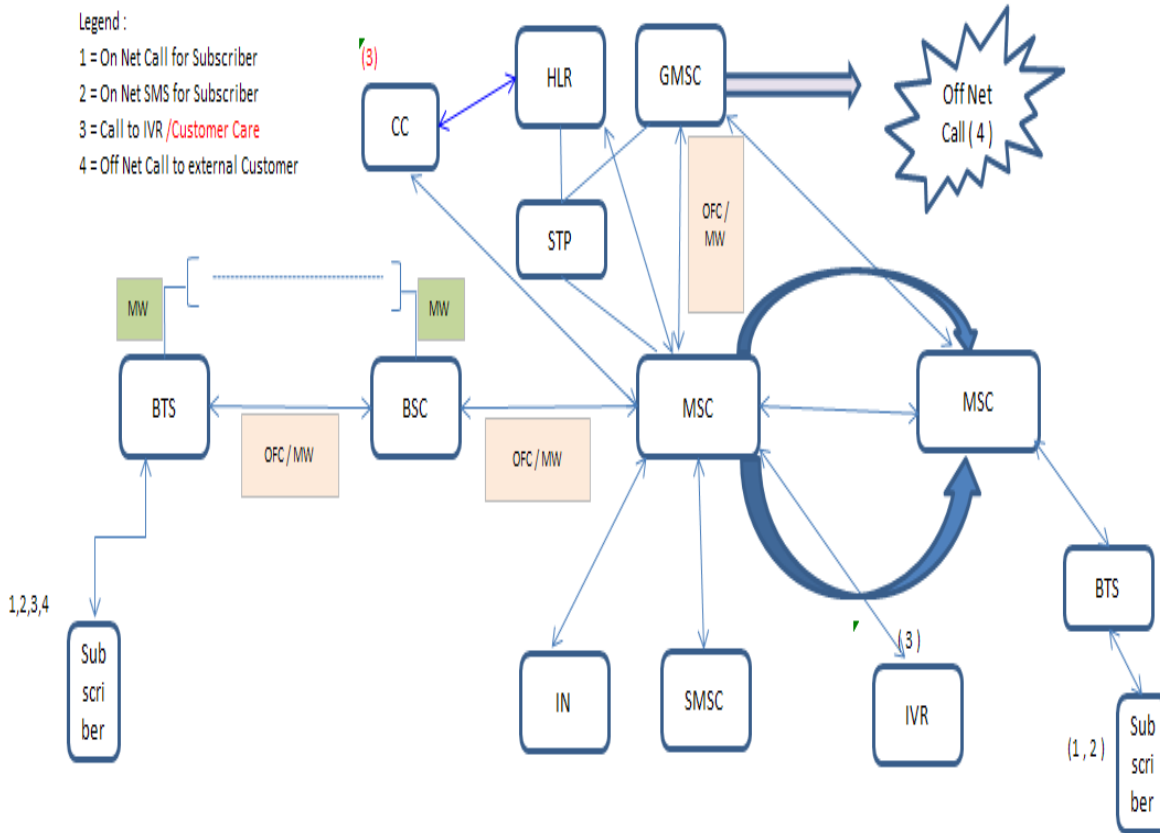 Legend :
1 = On Net Call for Subscriber
2 = On Net SMS for Subscriber
3 = Call to IVR /Customer Care
4 = Off Net Call to external Customer
(3)
CC
HLR
GMSC
Off Net
Call ( 4 )
STP
OFC /
MW
MW
MW
BTS
BSC
MSC
MSC
OFC / MW
OFC / MW
1,2,3,4
Sub
scri
ber
BTS
IN
SMSC
( 3 )
IVR
(1 , 2 )
Sub
scri
ber